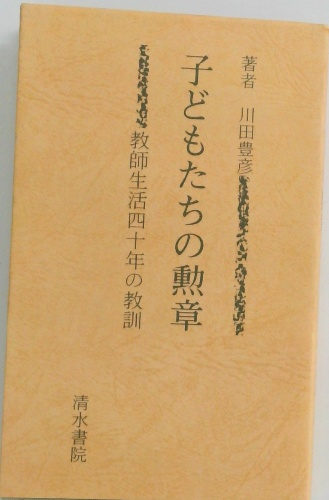 著者 川田豊彦
子どもたちの勲章
教師生活四十年の教訓
清水書院